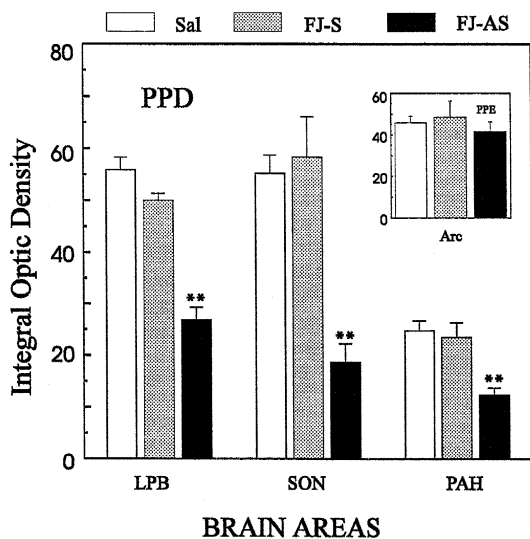 Sal FJ-S FJ-AS
80
60
40
20
0
PPD
Integral Optic Density
**
**
**
60
40
20
0
PPE
Arc
LPB SON PAH
BRAIN AREAS